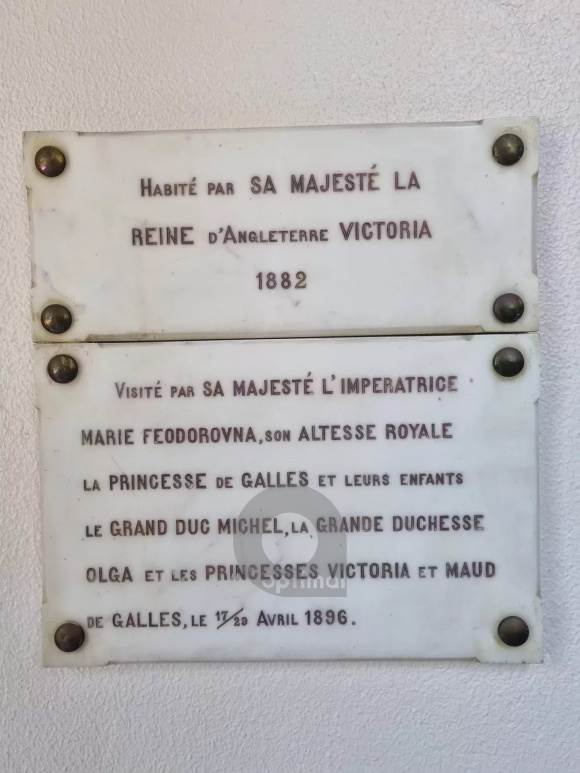 HABITÉ PAR SA MAJESTÉ LA
REINE D'ANGLETERRE VICTORIA
1882
VISITÉ PAR SA MAJESTÉ L'IMPERATRICE
MARIE FEODOROVNA, SON ALTESSE ROYALE
LA PRINCESSE DE GALLES ET LEURS ENFANTS
LE GRAND DUC MICHEL, LA GRANDE DUCHESSE
OLGA ET LES PRINCESSES VICTORIA ET MAUD
optimal
DE GALLES, LE 17/29 AVRIL 1896.